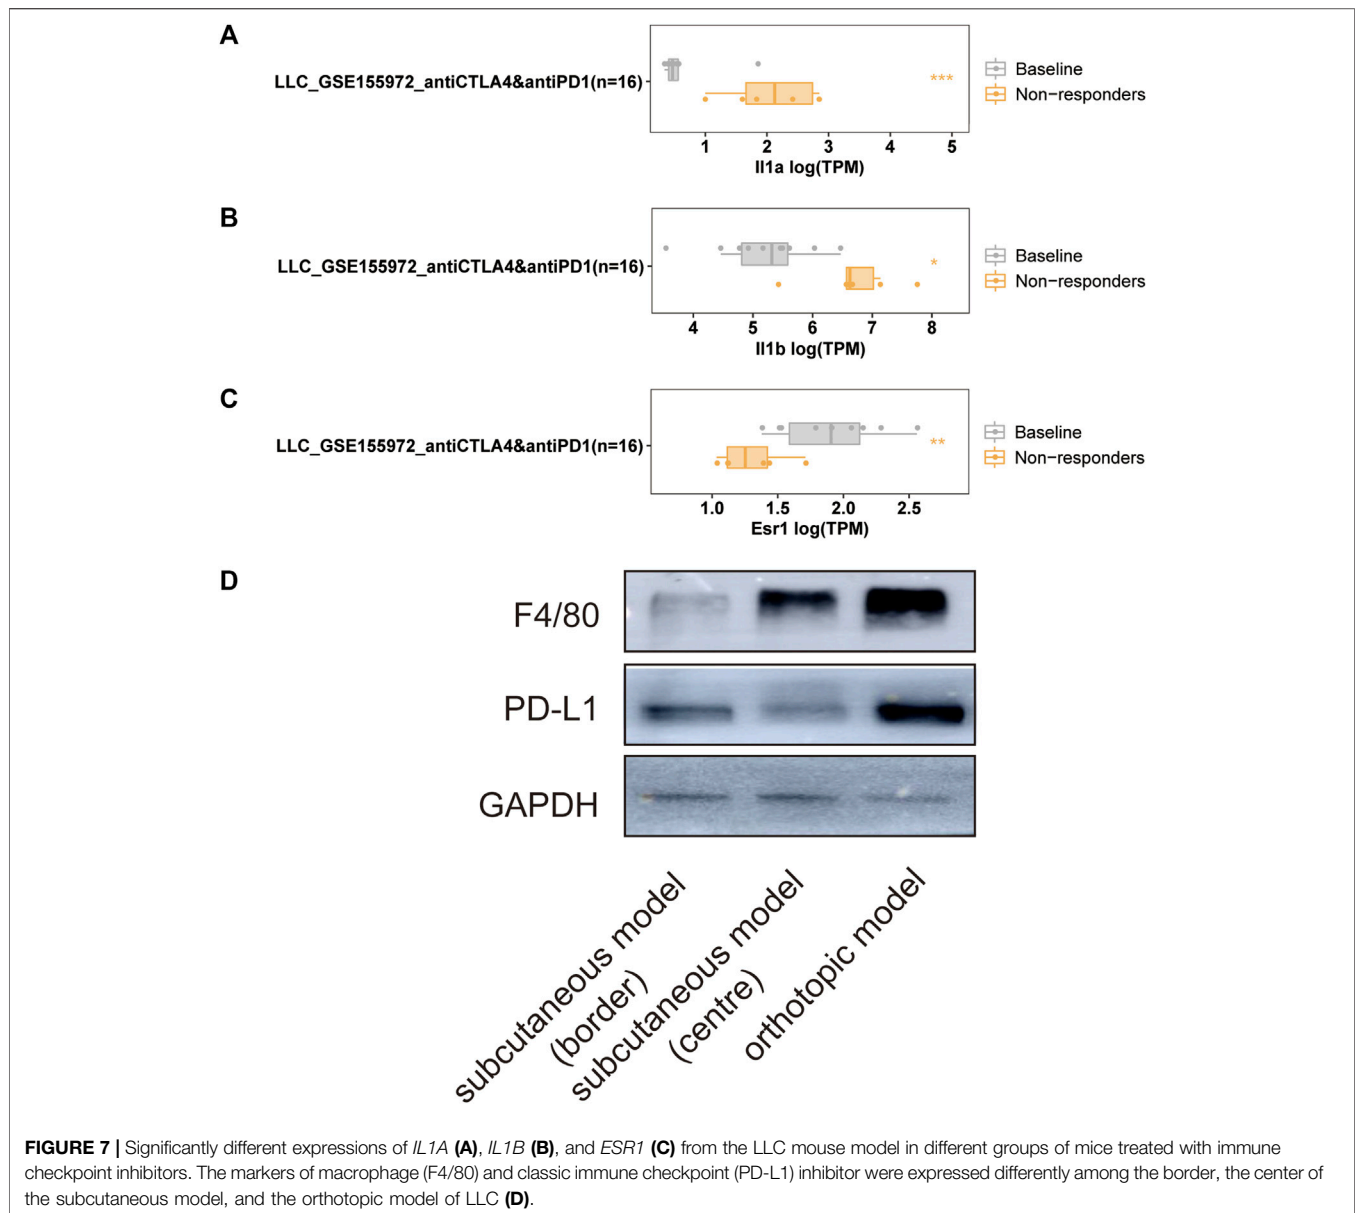 A
LLC_GSE155972_antiCTLA4&antiPD1(n=16)
***
Baseline
Non-responders
1 2 3 4 5
Il1a log(TPM)
B
LLC_GSE155972_antiCTLA4&antiPD1(n=16)
*
Baseline
Non-responders
4 5 6 7 8
Il1b log(TPM)
C
LLC_GSE155972_antiCTLA4&antiPD1(n=16)
**
Baseline
Non-responders
1.0 1.5 2.0 2.5
Esr1 log(TPM)
D
F4/80
PD-L1
GAPDH
subcutaneous model
(border)
subcutaneous model
(centre)
orthotopic model
FIGURE 7 | Significantly different expressions of IL1A (A), IL1B (B), and ESR1 (C) from the LLC mouse model in different groups of mice treated with immune
checkpoint inhibitors. The markers of macrophage (F4/80) and classic immune checkpoint (PD-L1) inhibitor were expressed differently among the border, the center of
the subcutaneous model, and the orthotopic model of LLC (D).